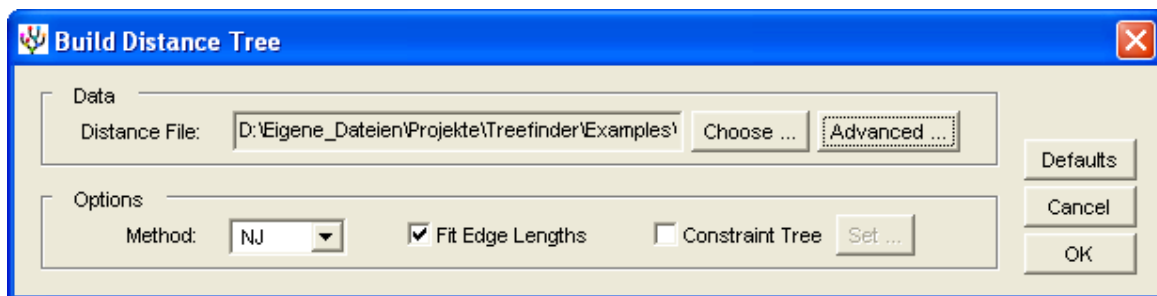 Build Distance Tree
Data
Distance File: D:\Eigene_Dateien\Projekte\Treefinder\Examples\ Choose ... Advanced ...
Defaults
Options
Cancel
Method: NJ Fit Edge Lengths Constraint Tree Set ...
OK